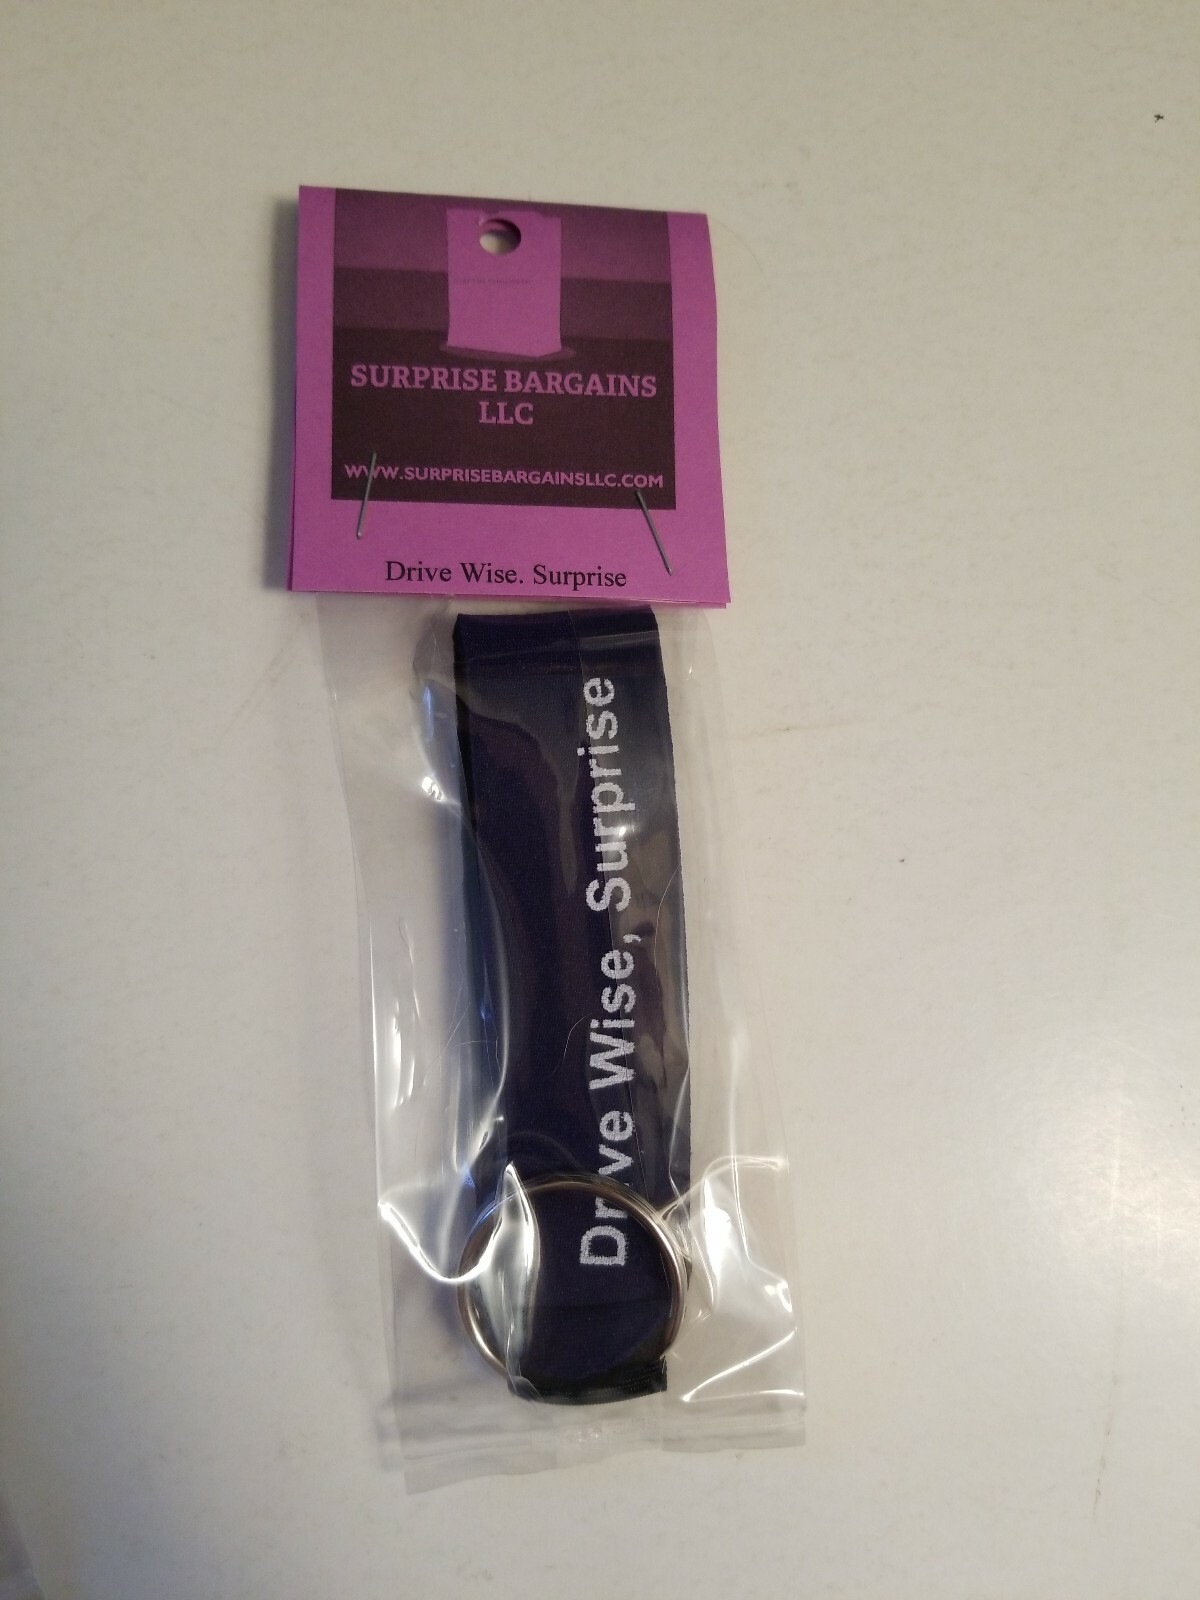 SURPRISE BARGAINS
LLC
WWW.SURPRISEBARGAINSLLC.COM
Drive Wise. Surprise
Drive Wise, Surprise